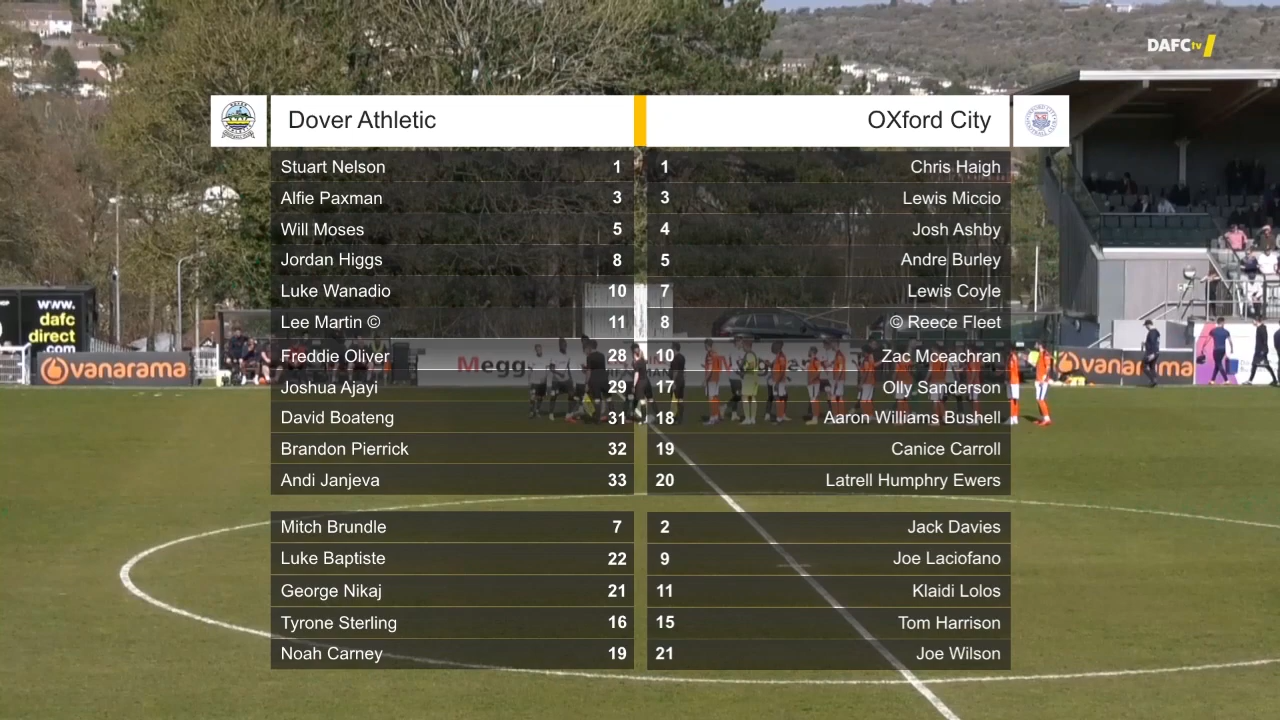 DAFCtv
Dover Athletic OXford City
Stuart Nelson 1 1 Chris Haigh
Alfie Paxman 3 3 Lewis Miccio
Will Moses 5 4 Josh Ashby
Jordan Higgs 8 5 Andre Burley
Luke Wanadio 10 7 Lewis Coyle
Lee Martin © 11 8 © Reece Fleet
Freddie Oliver 28 10 Zac Mceachran
Joshua Ajayi 29 17 Olly Sanderson
David Boateng 31 18 Aaron Williams Bushell
Brandon Pierrick 32 19 Canice Carroll
Andi Janjeva 33 20 Latrell Humphry Ewers
Mitch Brundle 7 2 Jack Davies
Luke Baptiste 22 9 Joe Laciofano
George Nikaj 21 11 Klaidi Lolos
Tyrone Sterling 16 15 Tom Harrison
Noah Carney 19 21 Joe Wilson
www.
dafc
direct
.com
vanarama
Megg
vanarama